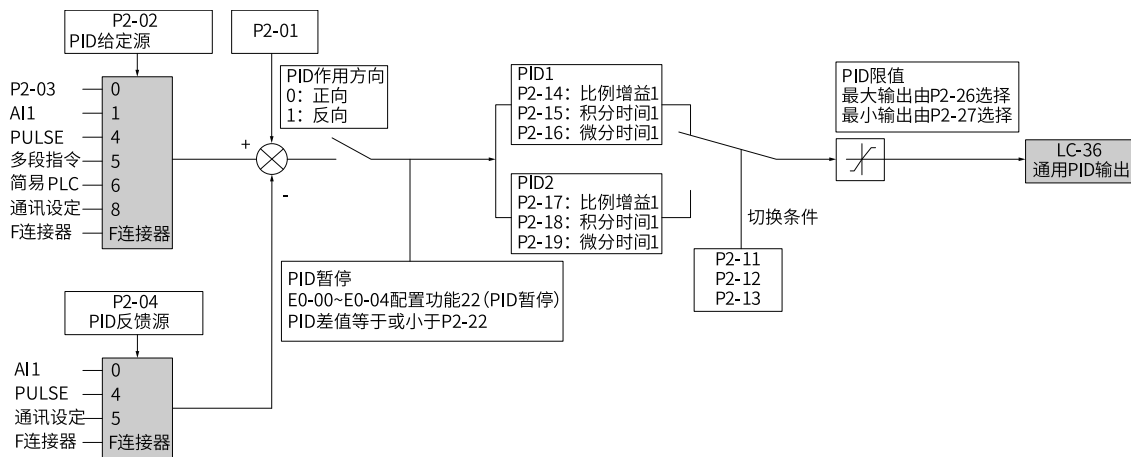 P2-02
PID给定源
P2-03
AI1
PULSE
多段指令
简易PLC
通讯设定
F连接器
0
1
4
5
6
8
F连接器
P2-01
+
-
PID作用方向
0：正向
1：反向
PID1
P2-14：比例增益1
P2-15：积分时间1
P2-16：微分时间1
PID2
P2-17：比例增益1
P2-18：积分时间1
P2-19：微分时间1
切换条件
P2-11
P2-12
P2-13
PID限值
最大输出由P2-26选择
最小输出由P2-27选择
LC-36
通用PID输出
PID暂停
E0-00~E0-04配置功能22（PID暂停）
PID差值等于或小于P2-22
P2-04
PID反馈源
AI1
PULSE
通讯设定
F连接器
0
4
5
F连接器